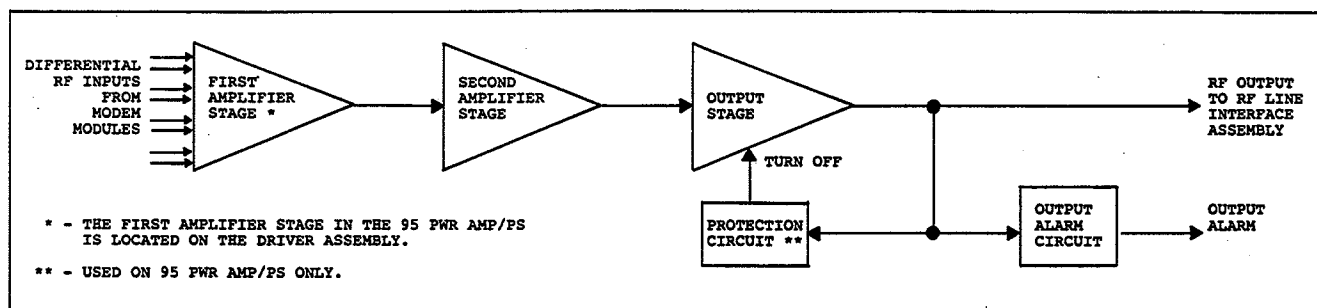 DIFFERENTIAL
RF INPUTS
FROM
MODEM
MODULES
FIRST
AMPLIFIER
STAGE *
SECOND
AMPLIFIER
STAGE
OUTPUT
STAGE
RF OUTPUT
TO RF LINE
INTERFACE
ASSEMBLY
TURN OFF
PROTECTION
CIRCUIT **
OUTPUT
ALARM
CIRCUIT
OUTPUT
ALARM
* - THE FIRST AMPLIFIER STAGE IN THE 95 PWR AMP/PS
IS LOCATED ON THE DRIVER ASSEMBLY.
** - USED ON 95 PWR AMP/PS ONLY.